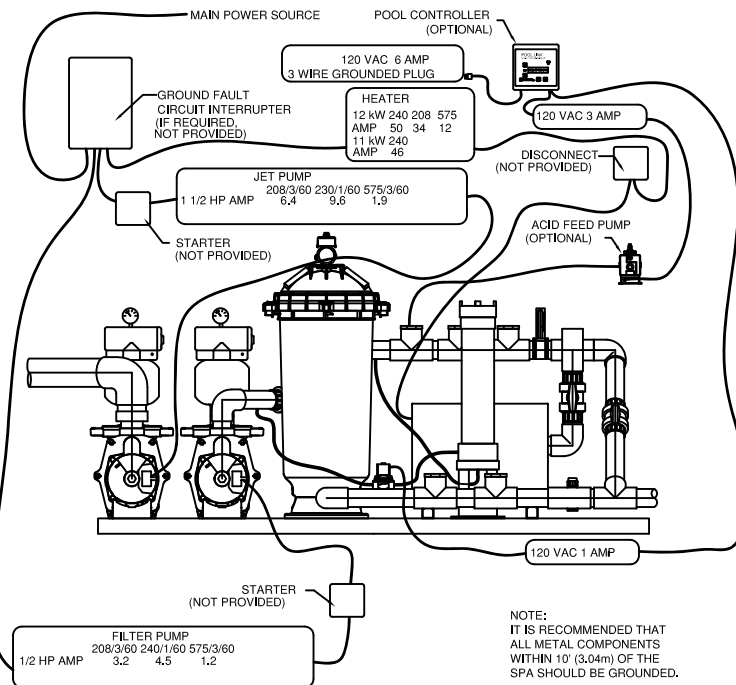 MAIN POWER SOURCE
POOL CONTROLLER
(OPTIONAL)
120 VAC 6 AMP
3 WIRE GROUNDED PLUG
POOL LINK
GROUND FAULT
CIRCUIT INTERRUPTER
(IF REQUIRED,
NOT PROVIDED)
HEATER
12 kW 240 208 575
AMP 50 34 12
11 kW 240
AMP 46
120 VAC 3 AMP
DISCONNECT
(NOT PROVIDED)
JET PUMP
208/3/60 230/1/60 575/3/60
1 1/2 HP AMP 6.4 9.6 1.9
STARTER
(NOT PROVIDED)
ACID FEED PUMP
(OPTIONAL)
120 VAC 1 AMP
STARTER
(NOT PROVIDED)
FILTER PUMP
208/3/60 240/1/60 575/3/60
1/2 HP AMP 3.2 4.5 1.2
NOTE:
IT IS RECOMMENDED THAT
ALL METAL COMPONENTS
WITHIN 10' (3.04m) OF THE
SPA SHOULD BE GROUNDED.